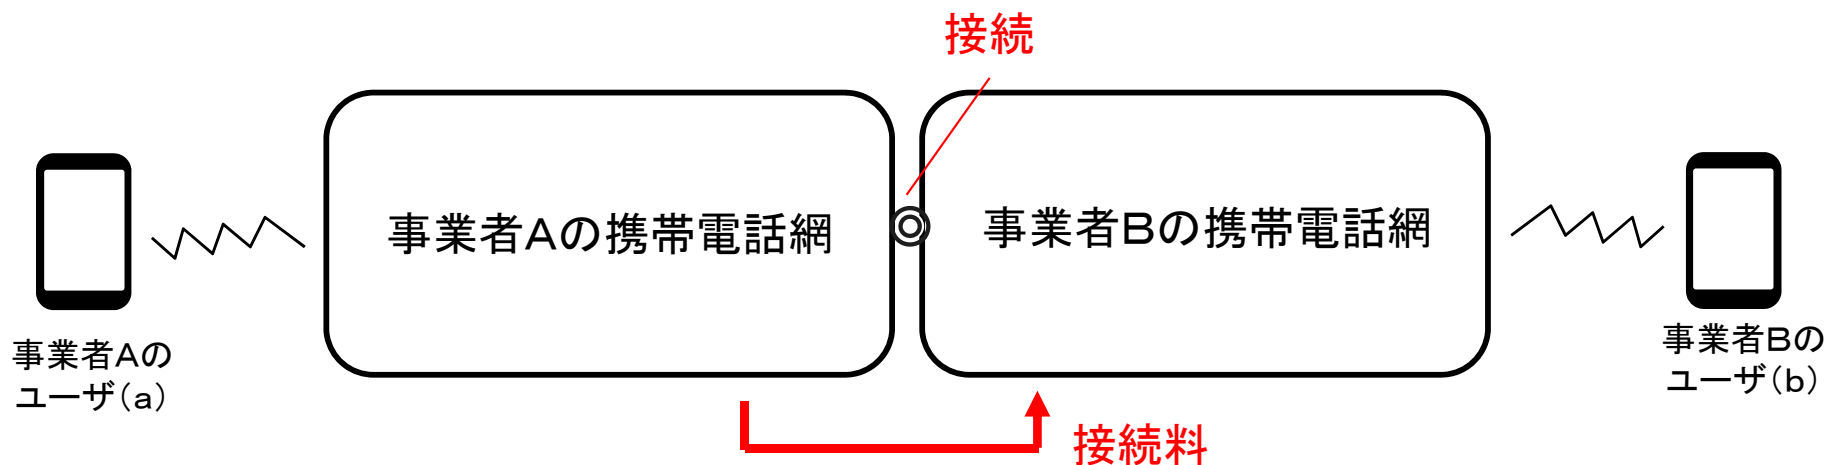 接続
事業者Aの携帯電話網
事業者Bの携帯電話網
事業者Aの
ユーザ(a)
事業者Bの
ユーザ(b)
接続料